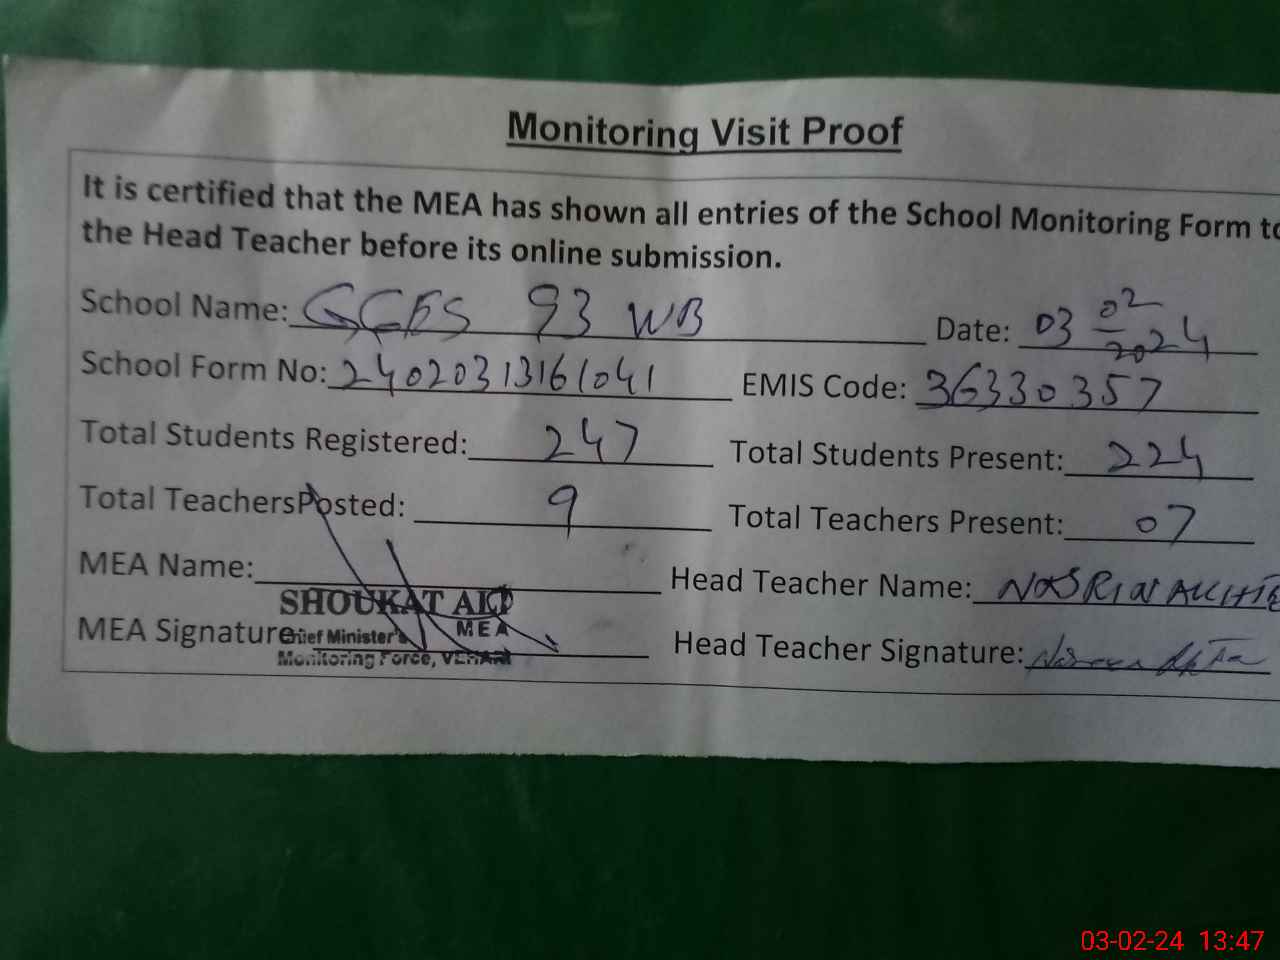 Monitoring Visit Proof
It is certified that the MEA has shown all entries of the School Monitoring Form to
the Head Teacher before its online submission.
School Name: GGES 93 WB Date: 03 02 2024
School Form No: 24020313161041 EMIS Code: 36330357
Total Students Registered: 247 Total Students Present: 224
Total TeachersPosted: 9 Total Teachers Present: 07
MEA Name: Head Teacher Name: NASRIN
SHOUKAT ALI
MEA Signature: Head Teacher Signature:
MEA
Chief Minister's
Monitoring Force, VEHARI
03-02-24 13:47